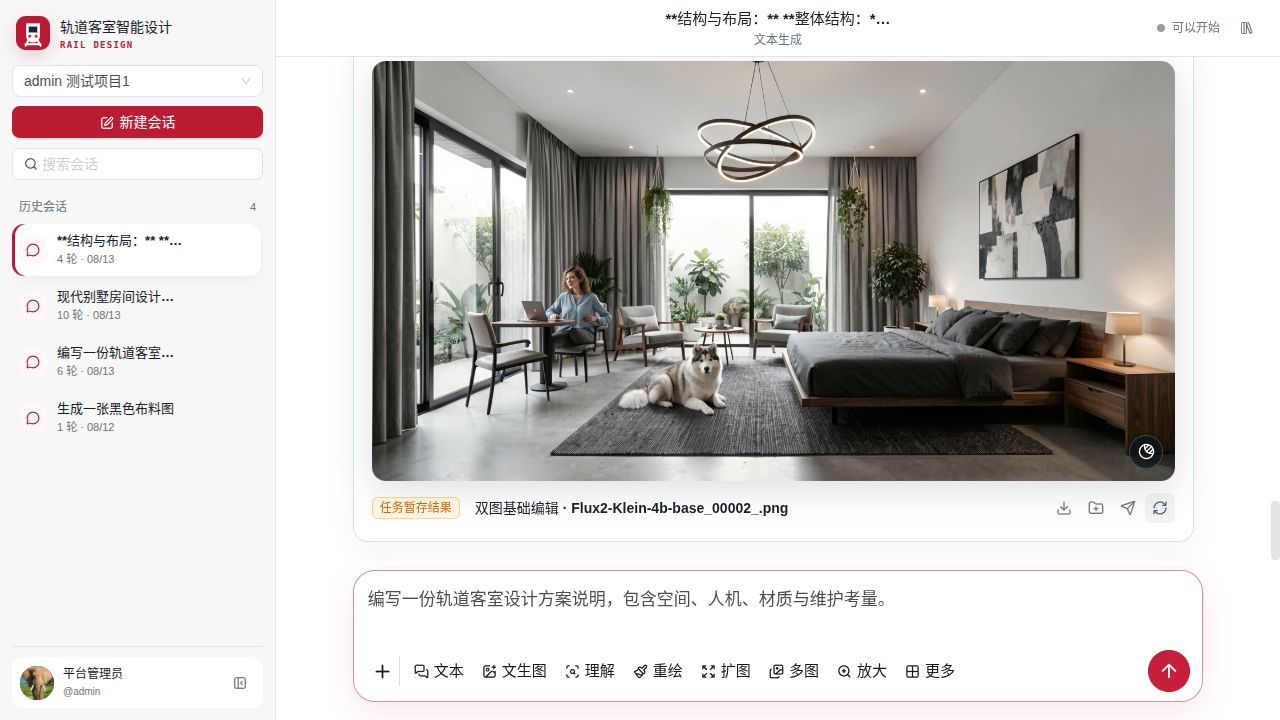 轨道客室智能设计
RAIL DESIGN
admin 测试项目1
新建会话
搜索会话
历史会话
4
**结构与布局：** **…
4 轮 · 08/13
现代别墅房间设计…
10 轮 · 08/13
编写一份轨道客室…
6 轮 · 08/13
生成一张黑色布料图
1 轮 · 08/12
平台管理员
@admin
**结构与布局：** **整体结构：*…
文本生成
可以开始
任务暂存结果
双图基础编辑 · Flux2-Klein-4b-base_00002_.png
编写一份轨道客室设计方案说明，包含空间、人机、材质与维护考量。
文本 文生图 理解 重绘 扩图 多图 放大 更多